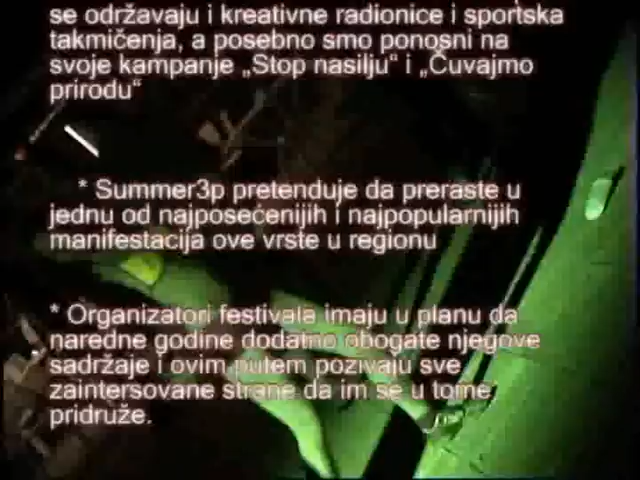 se održavaju i kreativne radionice i sportska
takmičenja, a posebno smo ponosni na
svoje kampanje „Stop nasilju“ i „Čuvajmo
prirodu“
* Summer3p pretenduje da preraste u
jednu od najposećenijih i najpopularnijih
manifestacija ove vrste u regionu
* Organizatori festivala imaju u planu da
naredne godine dodatno obogate njegove
sadržaje i ovim putem pozivaju sve
zaintersovane strane da im se u tome
pridruže.